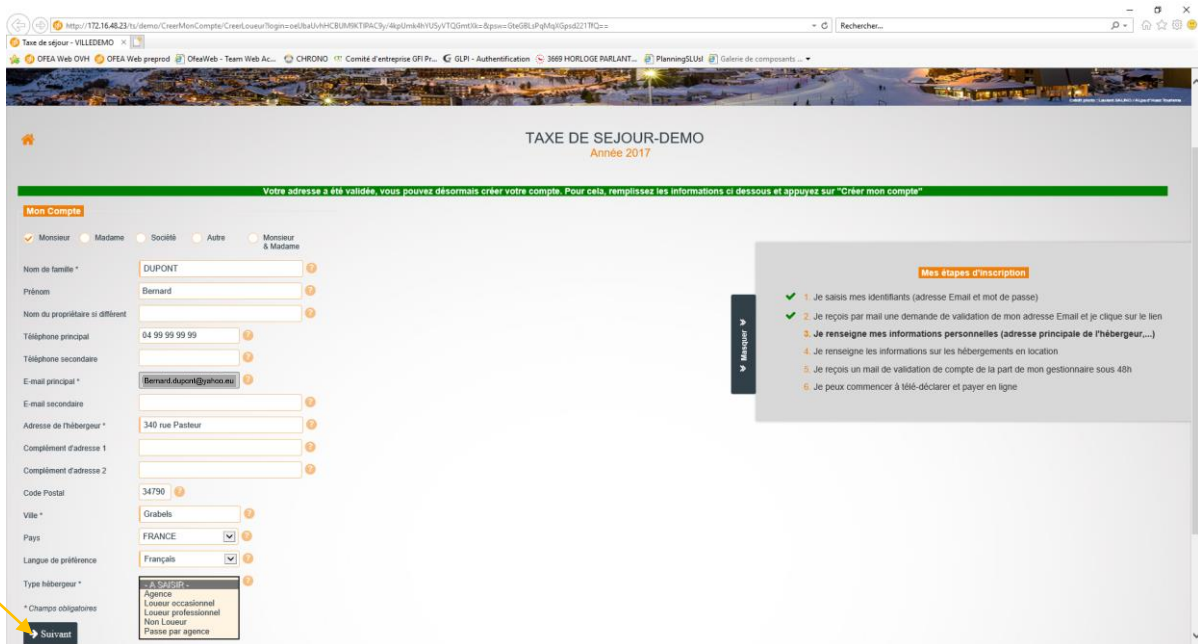 http://172.16.48.23/ts/demo/CreerMonCompte/CreerLoueur?login=
Rechercher...
Taxe de séjour - VILLEDEMO
OFEA Web OVH OFEA Web preprod OfeaWeb - Team Web Ac... CHRONO Comité d'entreprise GFI Pr... GLPI - Authentification 3669 HORLOGE PARLANT... PlanningSLUsI Galerie de composants ...
TAXE DE SEJOUR-DEMO
Année 2017
Votre adresse a été validée, vous pouvez désormais créer votre compte. Pour cela, remplissez les informations ci dessous et appuyez sur "Créer mon compte"
Mon Compte
Monsieur Madame Société Autre Monsieur & Madame
Nom de famille * DUPONT
Prénom Bernard
Nom du propriétaire si différent
Téléphone principal 04 99 99 99 99
Téléphone secondaire
E-mail principal * Bernard.dupont@yahoo.eu
E-mail secondaire
Adresse de l'hébergeur * 340 rue Pasteur
Complément d'adresse 1
Complément d'adresse 2
Code Postal 34790
Ville * Grabels
Pays FRANCE
Langue de préférence Français
Type hébergeur * - A SAISIR -
Agence
Loueur occasionnel
Loueur professionnel
Non Loueur
Passe par agence
* Champs obligatoires
Suivant
Masquer
Mes étapes d'inscription
1. Je saisis mes identifiants (adresse Email et mot de passe)
2. Je reçois par mail une demande de validation de mon adresse Email et je clique sur le lien
3. Je renseigne mes informations personnelles (adresse principale de l'hébergeur,...)
4. Je renseigne les informations sur les hébergements en location
5. Je reçois un mail de validation de compte de la part de mon gestionnaire sous 48h
6. Je peux commencer à télé-déclarer et payer en ligne